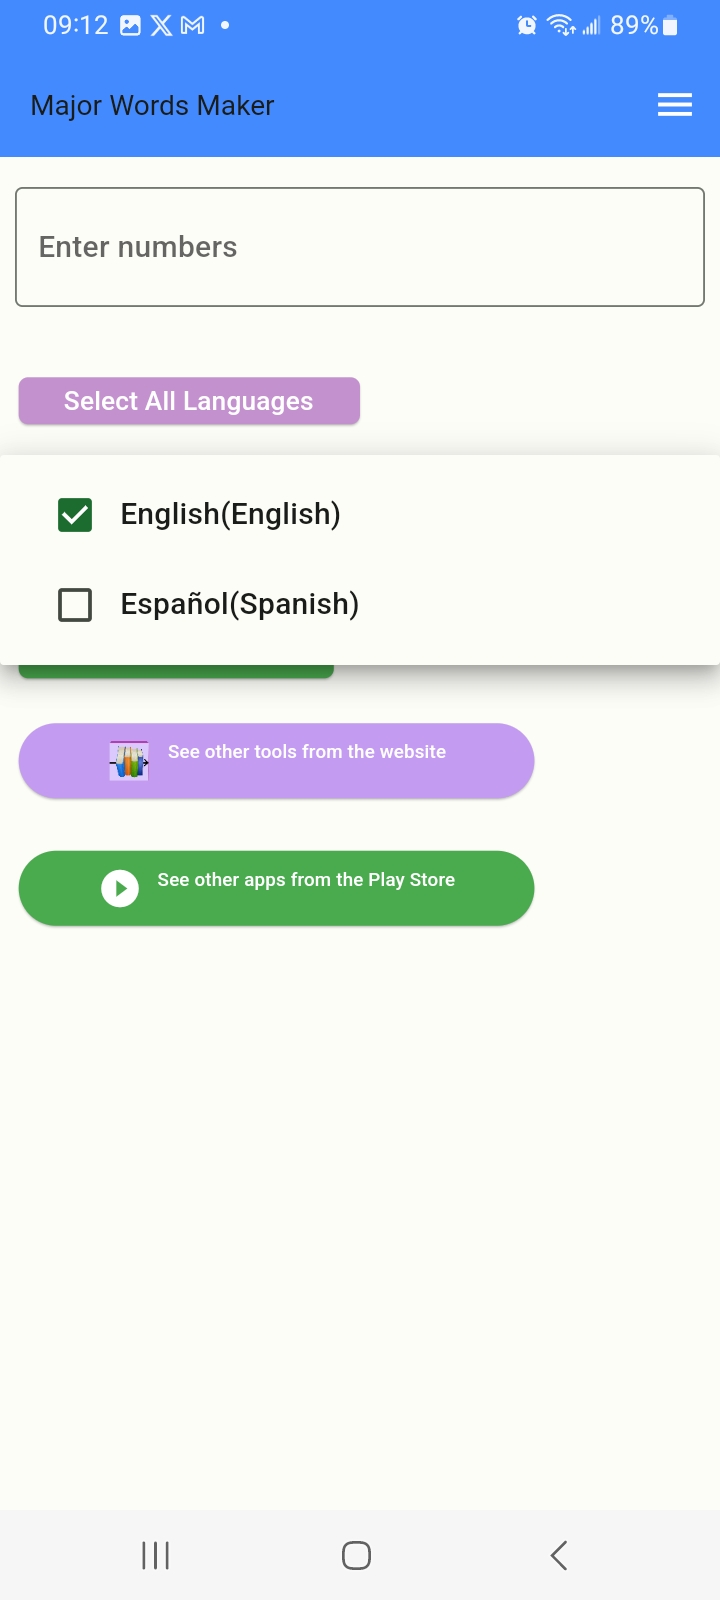 09:12
89%
Major Words Maker
Enter numbers
Select All Languages
English(English)
Español(Spanish)
See other tools from the website
See other apps from the Play Store